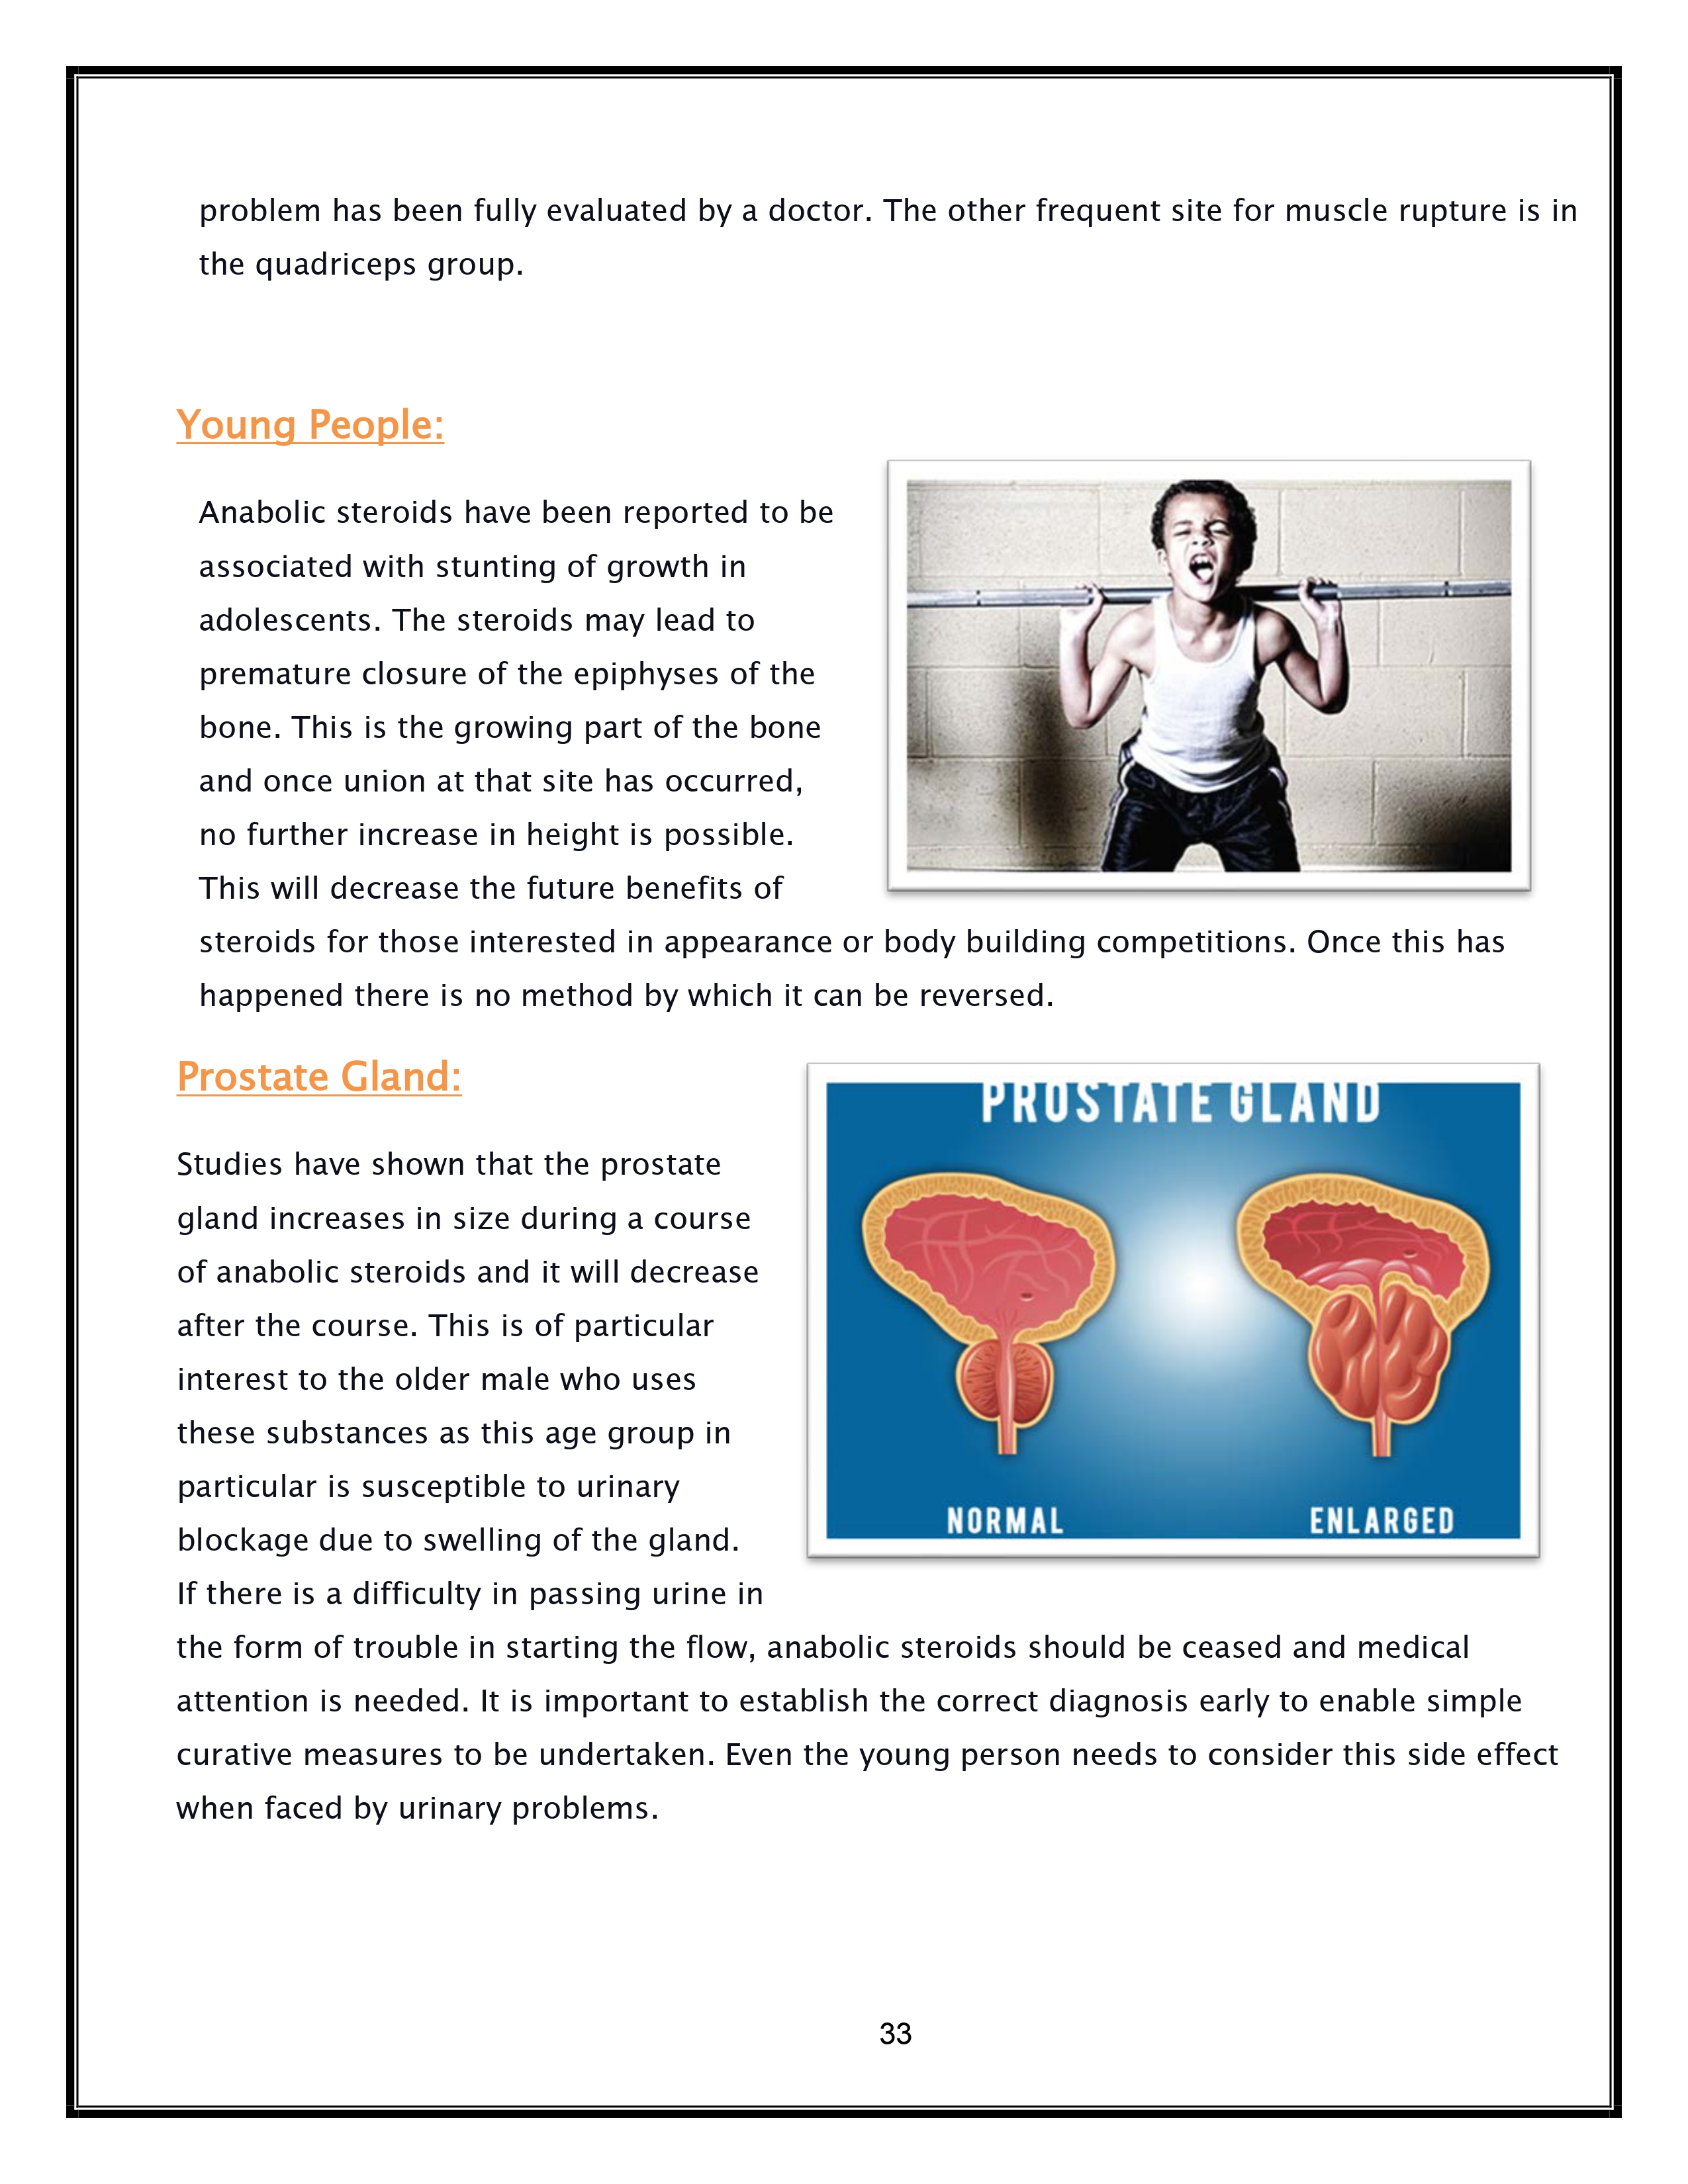 problem has been fully evaluated by a doctor. The other frequent site for muscle rupture is in
the quadriceps group.
Young People:
Anabolic steroids have been reported to be
associated with stunting of growth in
adolescents. The steroids may lead to
premature closure of the epiphyses of the
bone. This is the growing part of the bone
and once union at that site has occurred,
no further increase in height is possible.
This will decrease the future benefits of
steroids for those interested in appearance or body building competitions. Once this has
happened there is no method by which it can be reversed.
Prostate Gland:
Studies have shown that the prostate
gland increases in size during a course
of anabolic steroids and it will decrease
after the course. This is of particular
interest to the older male who uses
these substances as this age group in
particular is susceptible to urinary
blockage due to swelling of the gland.
If there is a difficulty in passing urine in
the form of trouble in starting the flow, anabolic steroids should be ceased and medical
attention is needed. It is important to establish the correct diagnosis early to enable simple
curative measures to be undertaken. Even the young person needs to consider this side effect
when faced by urinary problems.
PROSTATE GLAND
NORMAL
ENLARGED
33